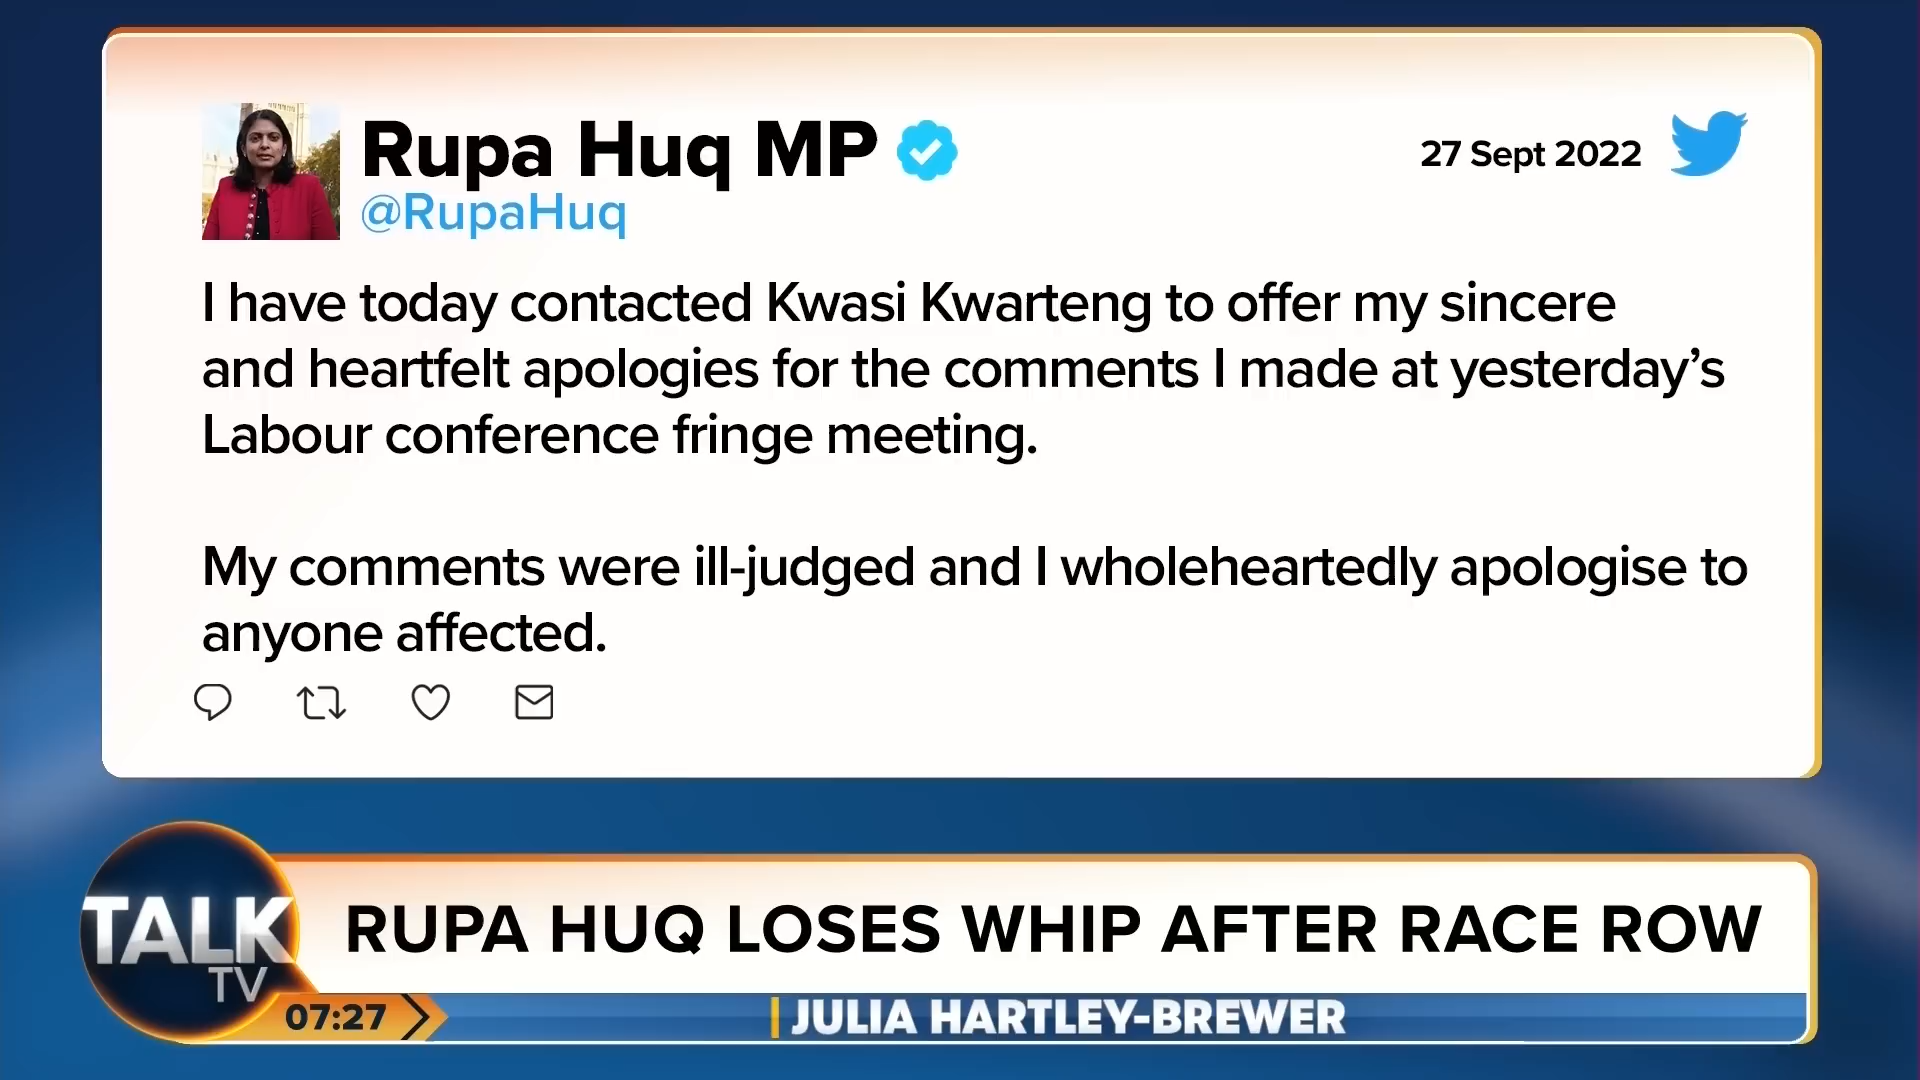 Rupa Huq MP
@RupaHuq
27 Sept 2022
I have today contacted Kwasi Kwarteng to offer my sincere
and heartfelt apologies for the comments I made at yesterday’s
Labour conference fringe meeting.
My comments were ill-judged and I wholeheartedly apologise to
anyone affected.
TALK
TV
RUPA HUQ LOSES WHIP AFTER RACE ROW
07:27
JULIA HARTLEY-BREWER